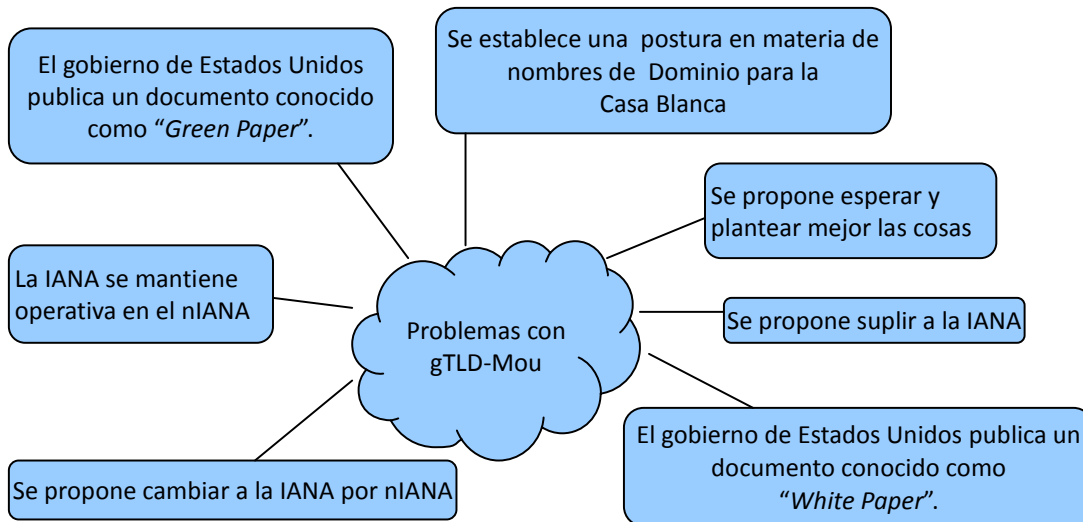 El gobierno de Estados Unidos
publica un documento conocido
como “Green Paper”.
Se establece una postura en materia de
nombres de Dominio para la
Casa Blanca
Se propone esperar y
plantear mejor las cosas
La IANA se mantiene
operativa en el nIANA
Problemas con
gTLD-Mou
Se propone suplir a la IANA
Se propone cambiar a la IANA por nIANA
El gobierno de Estados Unidos publica un
documento conocido como
“White Paper”.